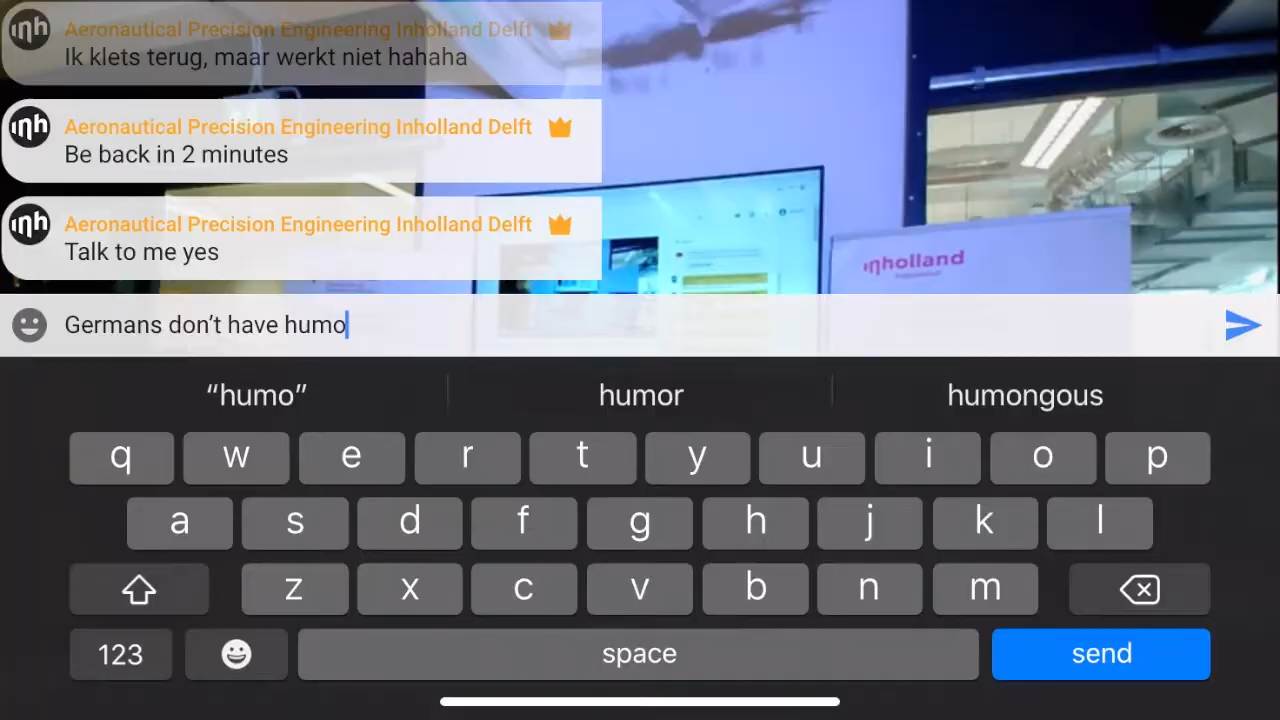 Aeronautical Precision Engineering Inholland Delft
Ik klets terug, maar werkt niet hahaha
Aeronautical Precision Engineering Inholland Delft
Be back in 2 minutes
Aeronautical Precision Engineering Inholland Delft
Talk to me yes
inholland
Germans don’t have humo
“humo” humor humongous
q w e r t y u i o p
a s d f g h j k l
z x c v b n m
123 space send